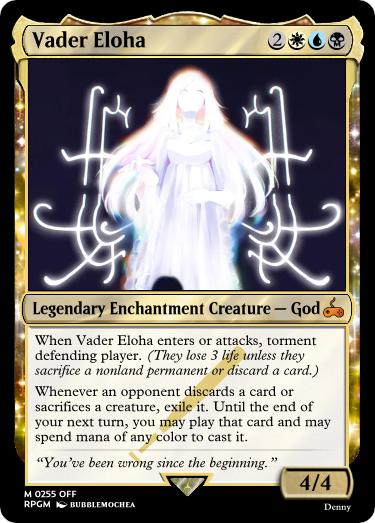 Vader Eloha 2
Legendary Enchantment Creature — God
When Vader Eloha enters or attacks, torment
defending player. (They lose 3 life unless they
sacrifice a nonland permanent or discard a card.)
Whenever an opponent discards a card or
sacrifices a creature, exile it. Until the end of
your next turn, you may play that card and may
spend mana of any color to cast it.
“You’ve been wrong since the beginning.”
4/4
M 0255 OFF
RPGM BUBBLEMOCHEA
Denny